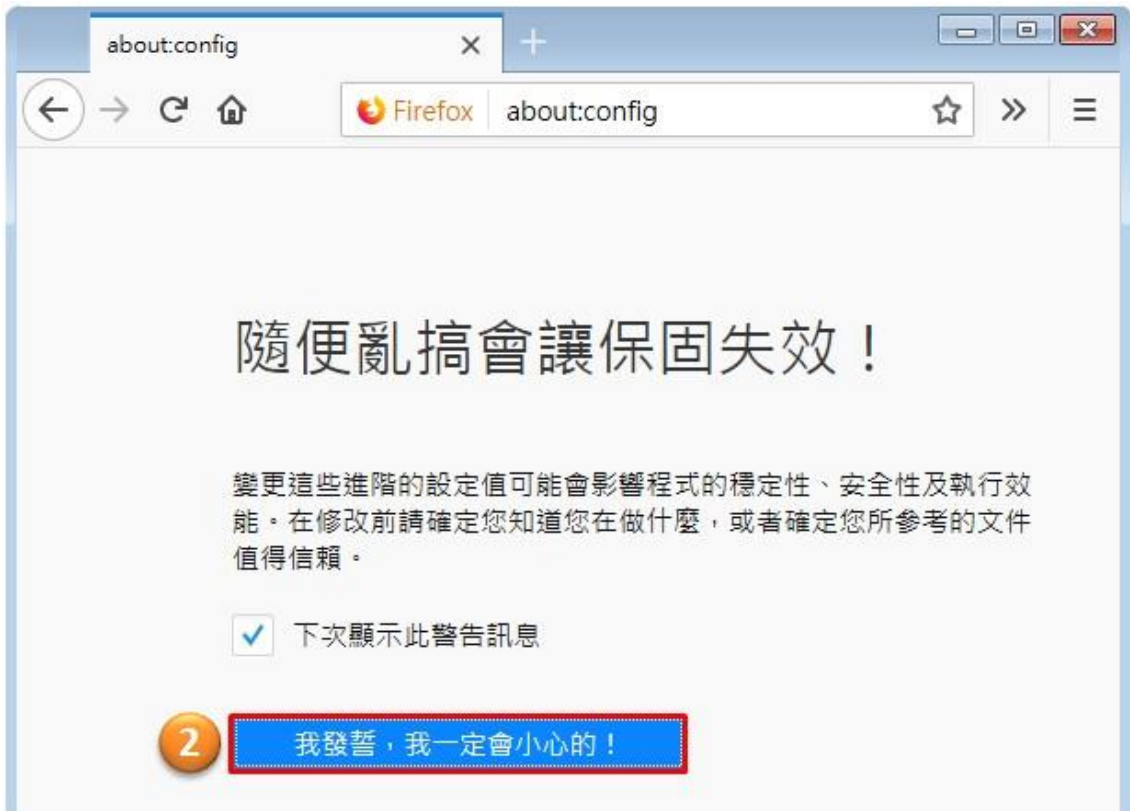 about:config
Firefox about:config
隨便亂搞會讓保固失效！
變更這些進階的設定值可能會影響程式的穩定性、安全性及執行效
能。在修改前請確定您知道您在做什麼，或者確定您所參考的文件
值得信賴。
下次顯示此警告訊息
2 我發誓，我一定會小心的！